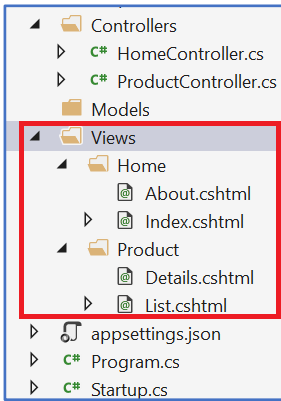 Controllers
C# HomeController.cs
C# ProductController.cs
Models
Views
Home
@ About.cshtml
@ Index.cshtml
Product
@ Details.cshtml
@ List.cshtml
appsettings.json
C# Program.cs
C# Startup.cs